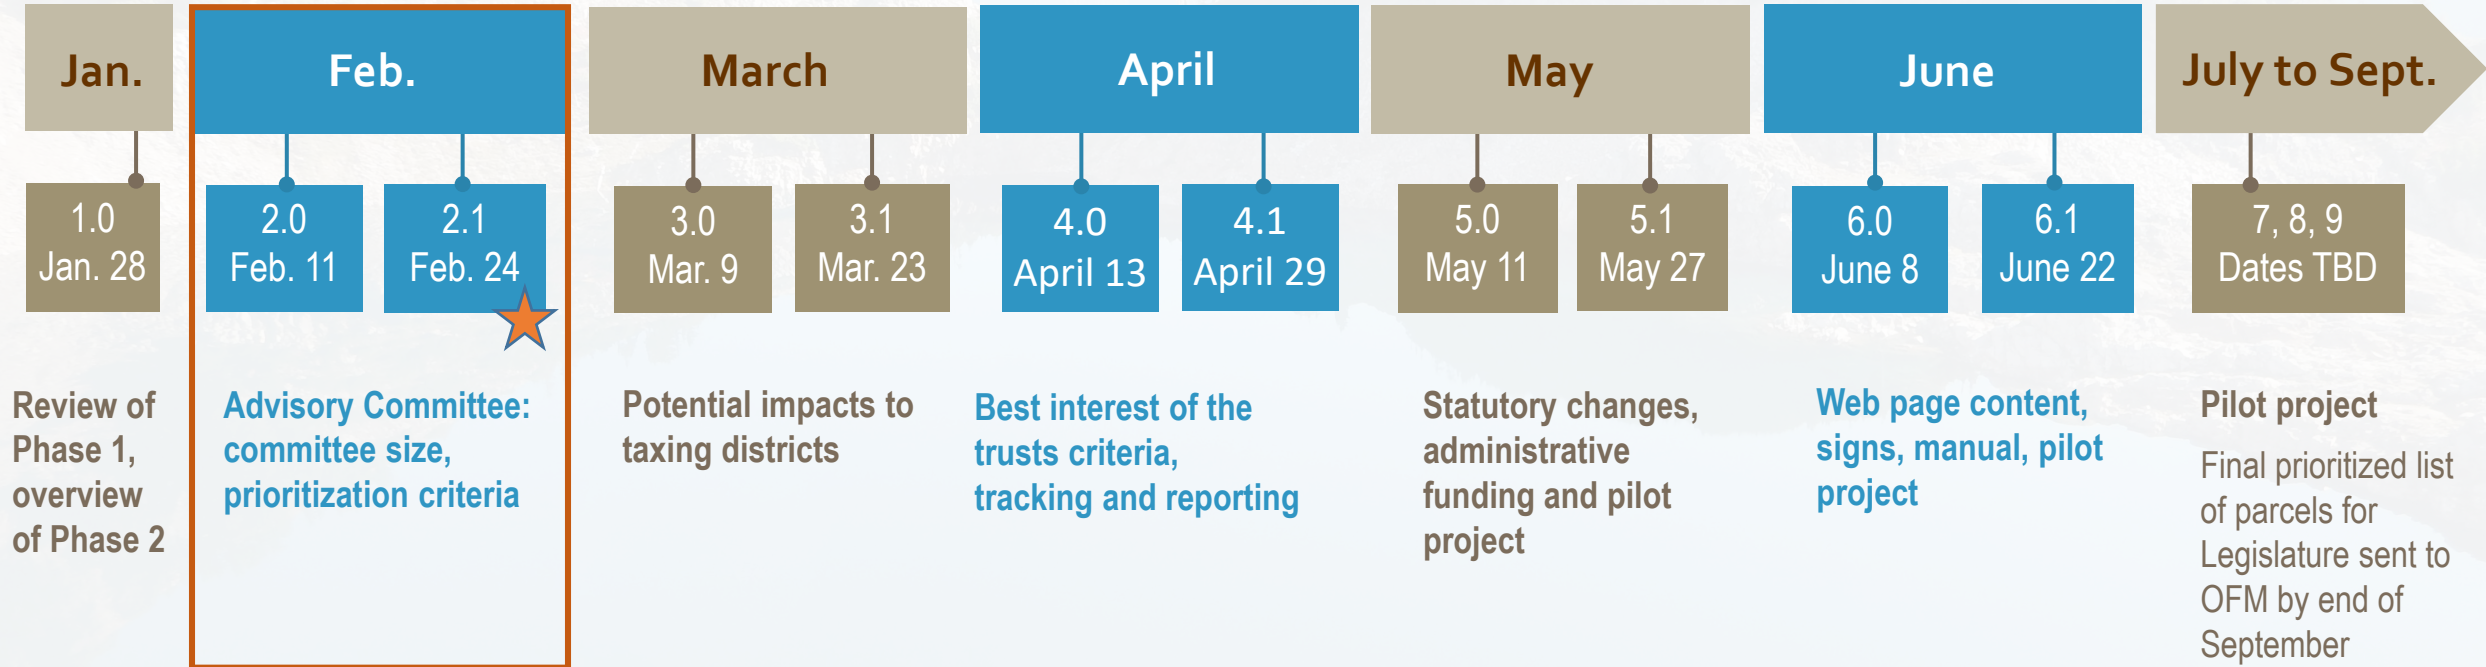 Jan.
Feb.
March
April
May
June
July to Sept.
1.0
Jan. 28
2.0
Feb. 11
2.1
Feb. 24
3.0
Mar. 9
3.1
Mar. 23
4.0
April 13
4.1
April 29
5.0
May 11
5.1
May 27
6.0
June 8
6.1
June 22
7, 8, 9
Dates TBD
Review of
Phase 1,
overview
of Phase 2
Advisory Committee:
committee size,
prioritization criteria
Potential impacts to
taxing districts
Best interest of the
trusts criteria,
tracking and reporting
Statutory changes,
administrative
funding and pilot
project
Web page content,
signs, manual, pilot
project
Pilot project
Final prioritized list
of parcels for
Legislature sent to
OFM by end of
September